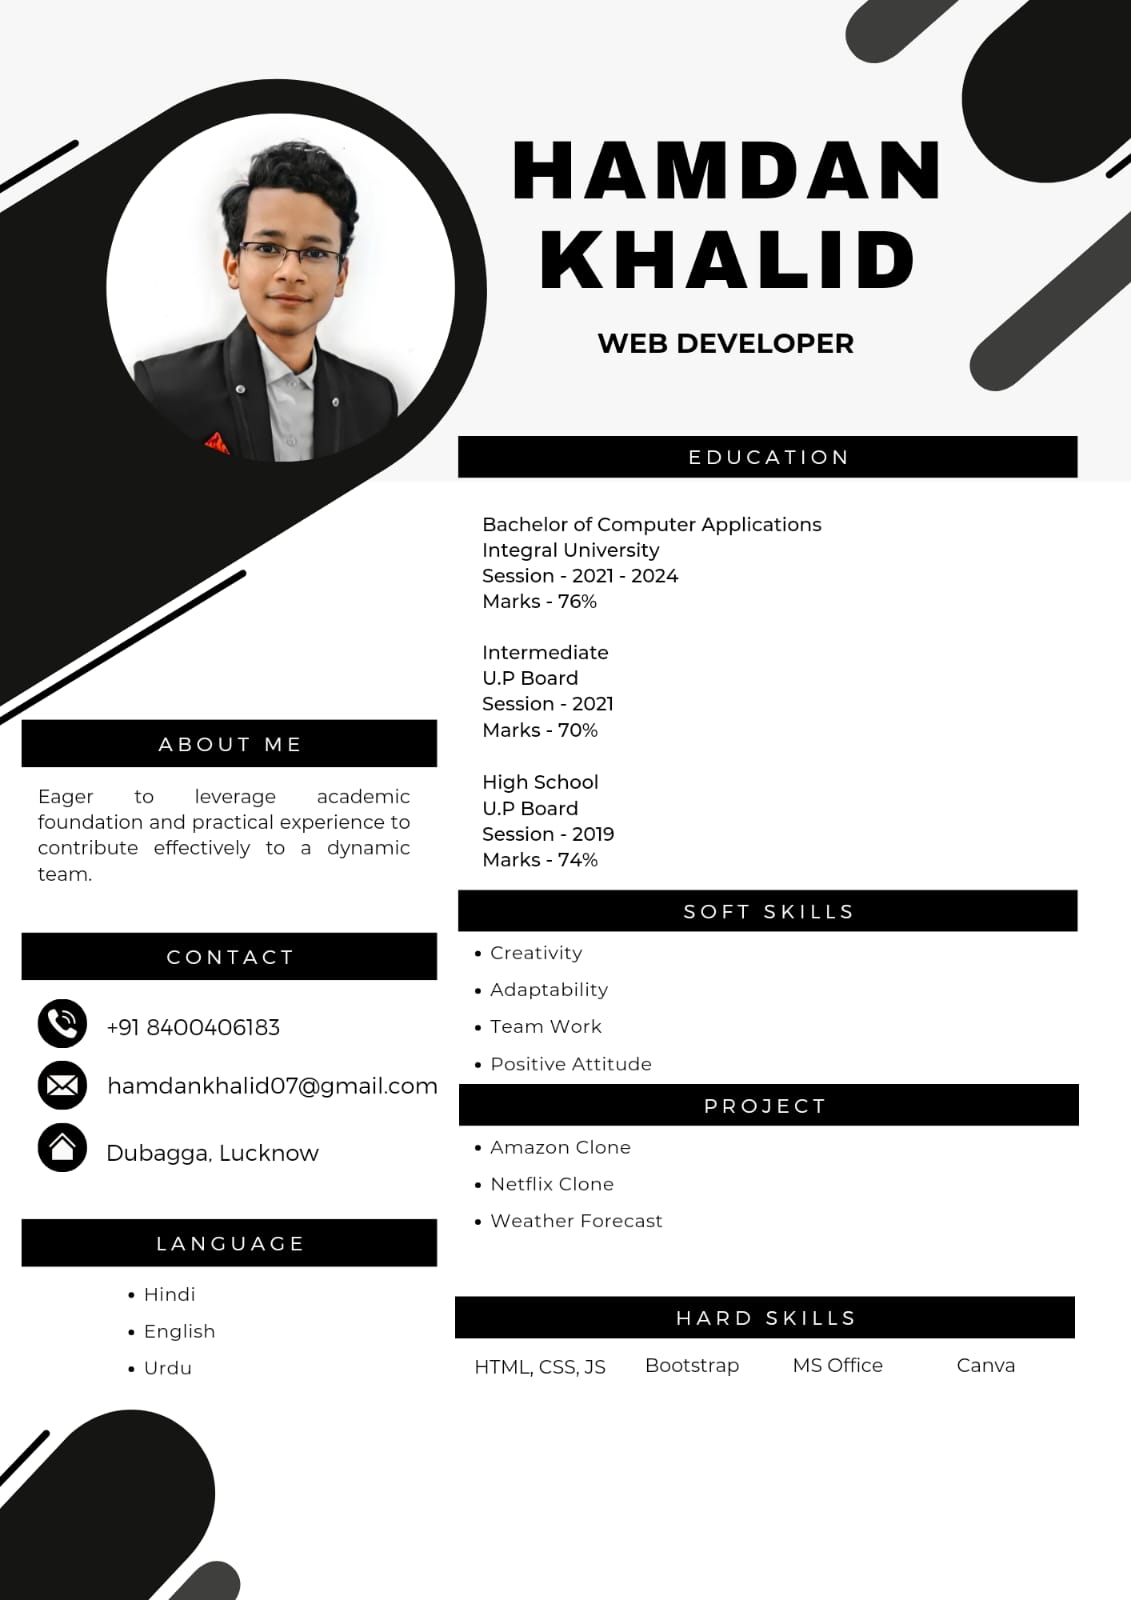 HAMDAN
KHALID
WEB DEVELOPER
EDUCATION
Bachelor of Computer Applications
Integral University
Session - 2021 - 2024
Marks - 76%
Intermediate
U.P Board
Session - 2021
Marks - 70%
High School
U.P Board
Session - 2019
Marks - 74%
ABOUT ME
Eager to leverage academic
foundation and practical experience to
contribute effectively to a dynamic
team.
CONTACT
+91 8400406183
hamdankhalid07@gmail.com
Dubagga, Lucknow
LANGUAGE
• Hindi
• English
• Urdu
SOFT SKILLS
• Creativity
• Adaptability
• Team Work
• Positive Attitude
PROJECT
• Amazon Clone
• Netflix Clone
• Weather Forecast
HARD SKILLS
HTML, CSS, JS Bootstrap MS Office Canva